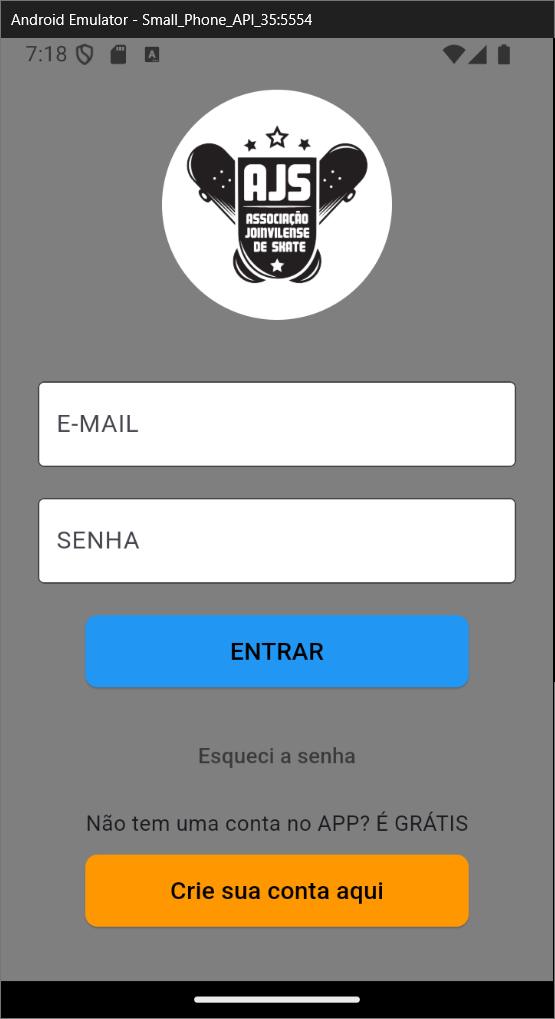 Android Emulator - Small_Phone_API_35:5554
7:18
A
AJS
ASSOCIAÇÃO
JOINVILENSE
DE SKATE
E-MAIL
SENHA
ENTRAR
Esqueci a senha
Não tem uma conta no APP? É GRÁTIS
Crie sua conta aqui